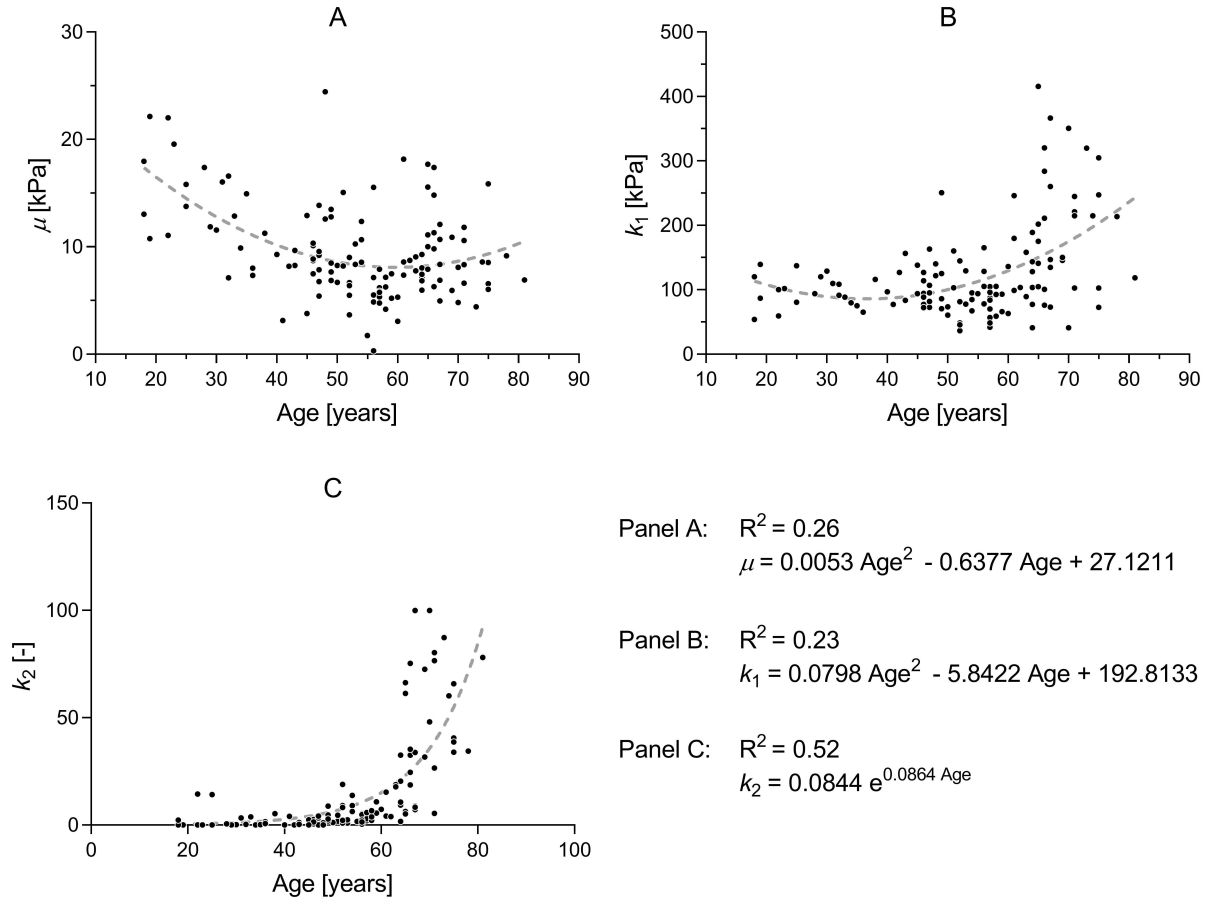 A
30
20
10
0
μ [kPa]
10 20 30 40 50 60 70 80 90
Age [years]
B
500
400
300
200
100
0
k₁ [kPa]
10 20 30 40 50 60 70 80 90
Age [years]
C
150
100
50
0
k₂ [-]
0 20 40 60 80 100
Age [years]
Panel A: R² = 0.26
μ = 0.0053 Age² - 0.6377 Age + 27.1211
Panel B: R² = 0.23
k₁ = 0.0798 Age² - 5.8422 Age + 192.8133
Panel C: R² = 0.52
k₂ = 0.0844 e^0.0864 Age